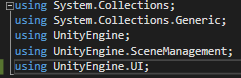 using System.Collections;
using System.Collections.Generic;
using UnityEngine;
using UnityEngine.SceneManagement;
using UnityEngine.UI;